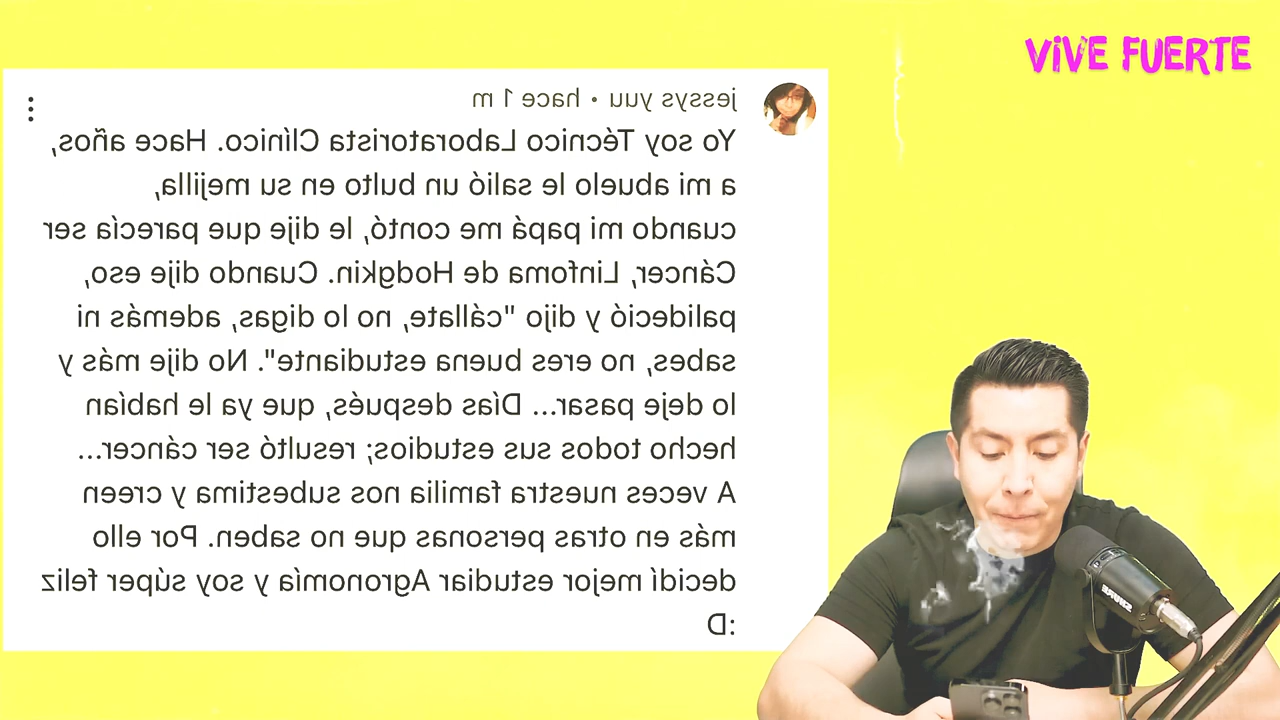 ViVE FUERTE
jessys yuu • hace 1 m
Yo soy Técnico Laboratorista Clínico. Hace años,
a mi abuelo le salió un bulto en su mejilla,
cuando mi papá me contó, le dije que parecía ser
Cáncer, Linfoma de Hodgkin. Cuando dije eso,
palideció y dijo "cállate, no lo digas, además ni
sabes, no eres buena estudiante". No dije más y
lo deje pasar... Días después, que ya le habían
hecho todos sus estudios; resultó ser cáncer...
A veces nuestra familia nos subestima y creen
más en otras personas que no saben. Por ello
decidí mejor estudiar Agronomía y soy súper feliz
:D